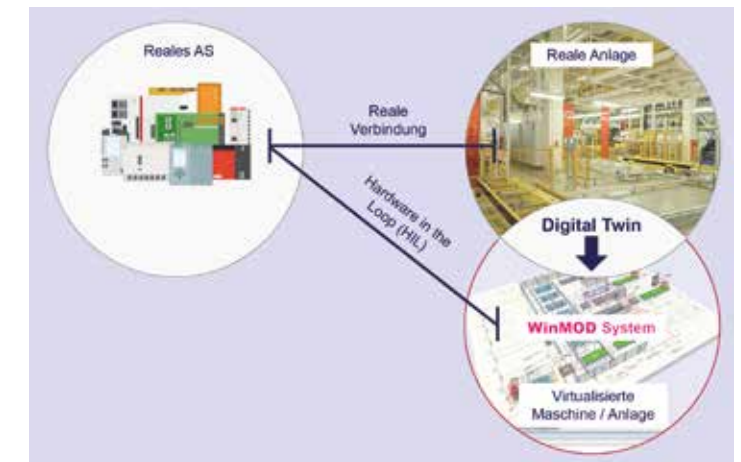 Reales AS
Reale Anlage
Reale
Verbindung
Hardware in the
Loop (HIL)
Digital Twin
WinMOD System
Virtualisierte
Maschine / Anlage